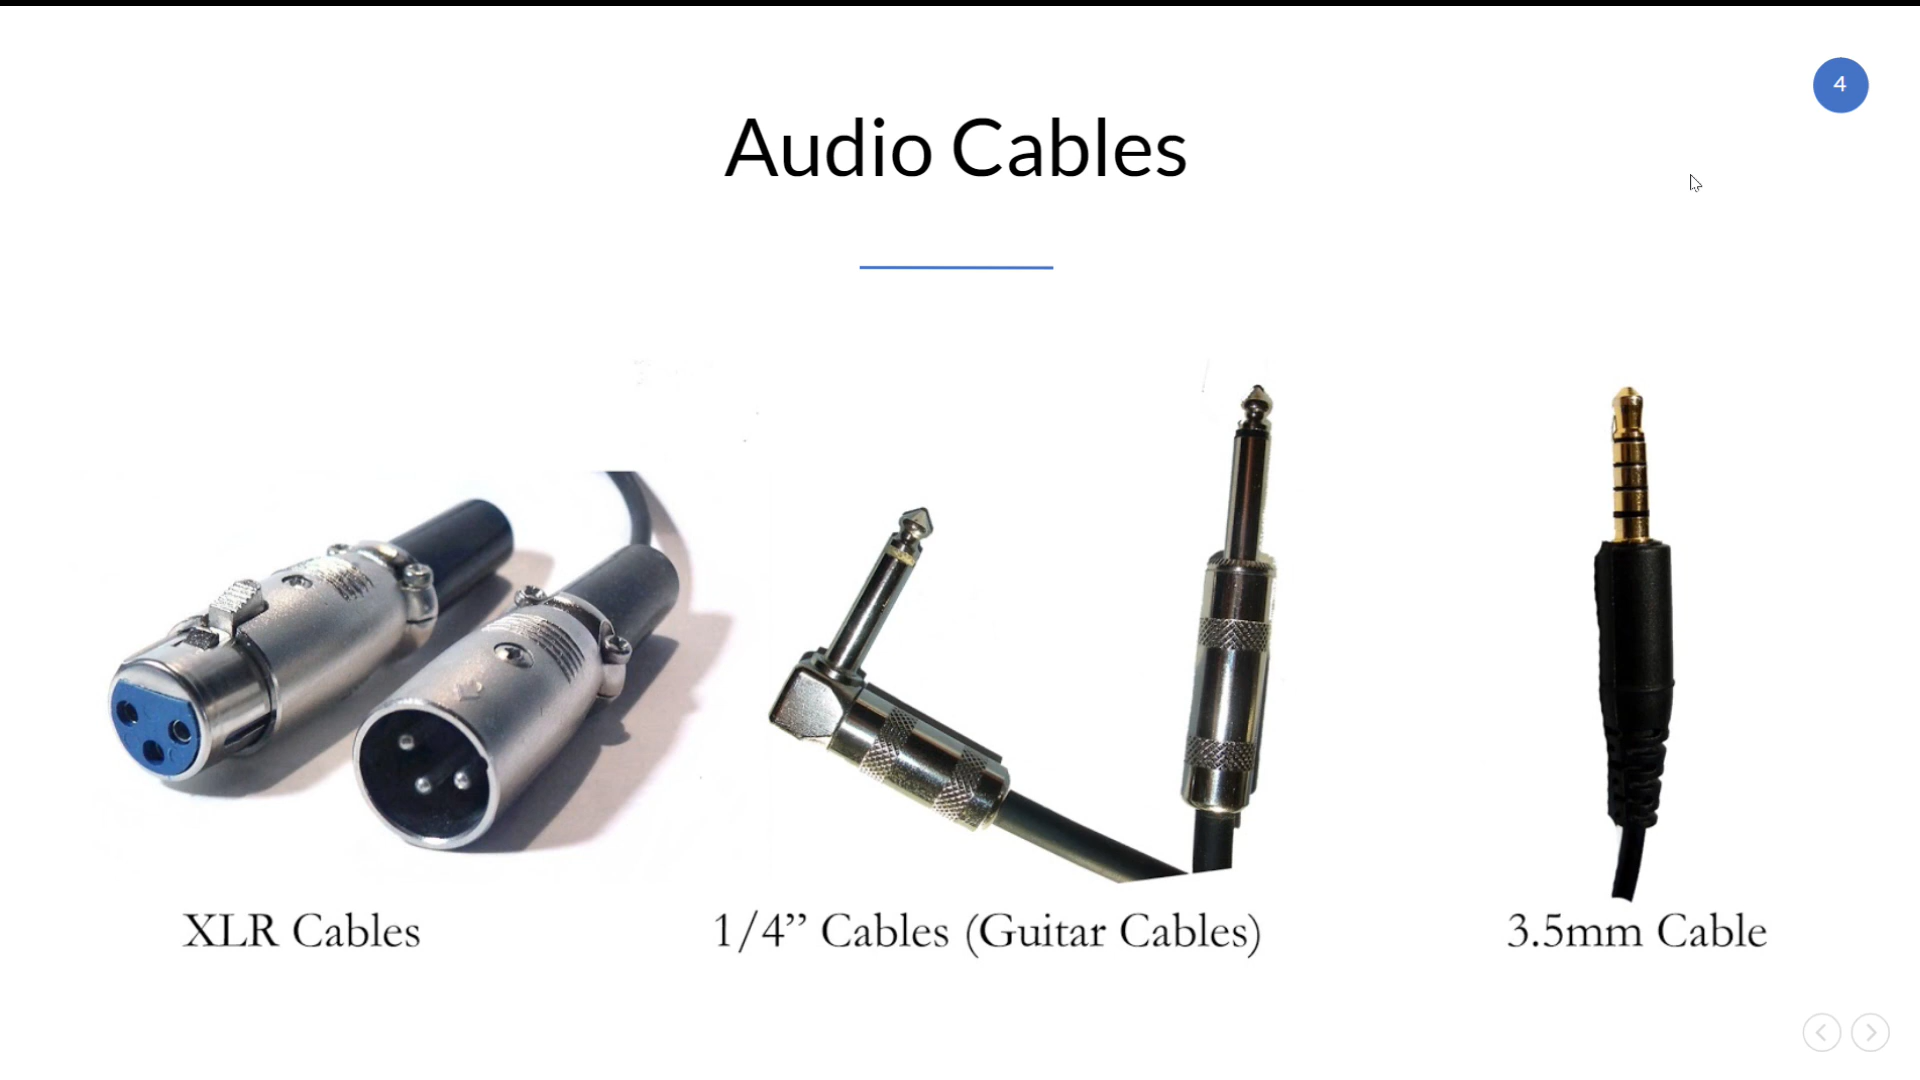 4
Audio Cables
XLR Cables
1/4” Cables (Guitar Cables)
3.5mm Cable